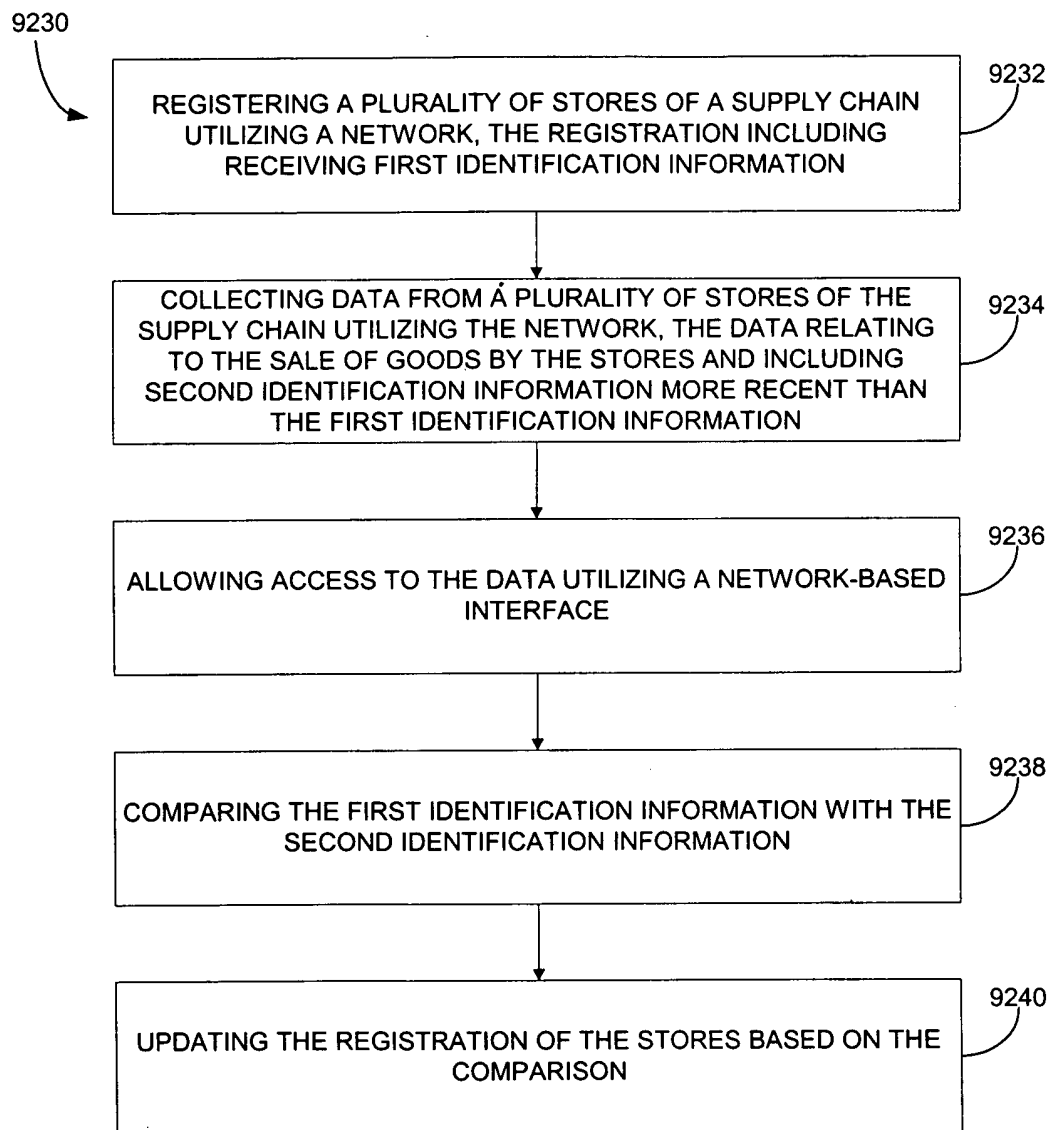 9230
9232
REGISTERING A PLURALITY OF STORES OF A SUPPLY CHAIN
UTILIZING A NETWORK, THE REGISTRATION INCLUDING
RECEIVING FIRST IDENTIFICATION INFORMATION
9234
COLLECTING DATA FROM A PLURALITY OF STORES OF THE
SUPPLY CHAIN UTILIZING THE NETWORK, THE DATA RELATING
TO THE SALE OF GOODS BY THE STORES AND INCLUDING
SECOND IDENTIFICATION INFORMATION MORE RECENT THAN
THE FIRST IDENTIFICATION INFORMATION
9236
ALLOWING ACCESS TO THE DATA UTILIZING A NETWORK-BASED
INTERFACE
9238
COMPARING THE FIRST IDENTIFICATION INFORMATION WITH THE
SECOND IDENTIFICATION INFORMATION
9240
UPDATING THE REGISTRATION OF THE STORES BASED ON THE
COMPARISON